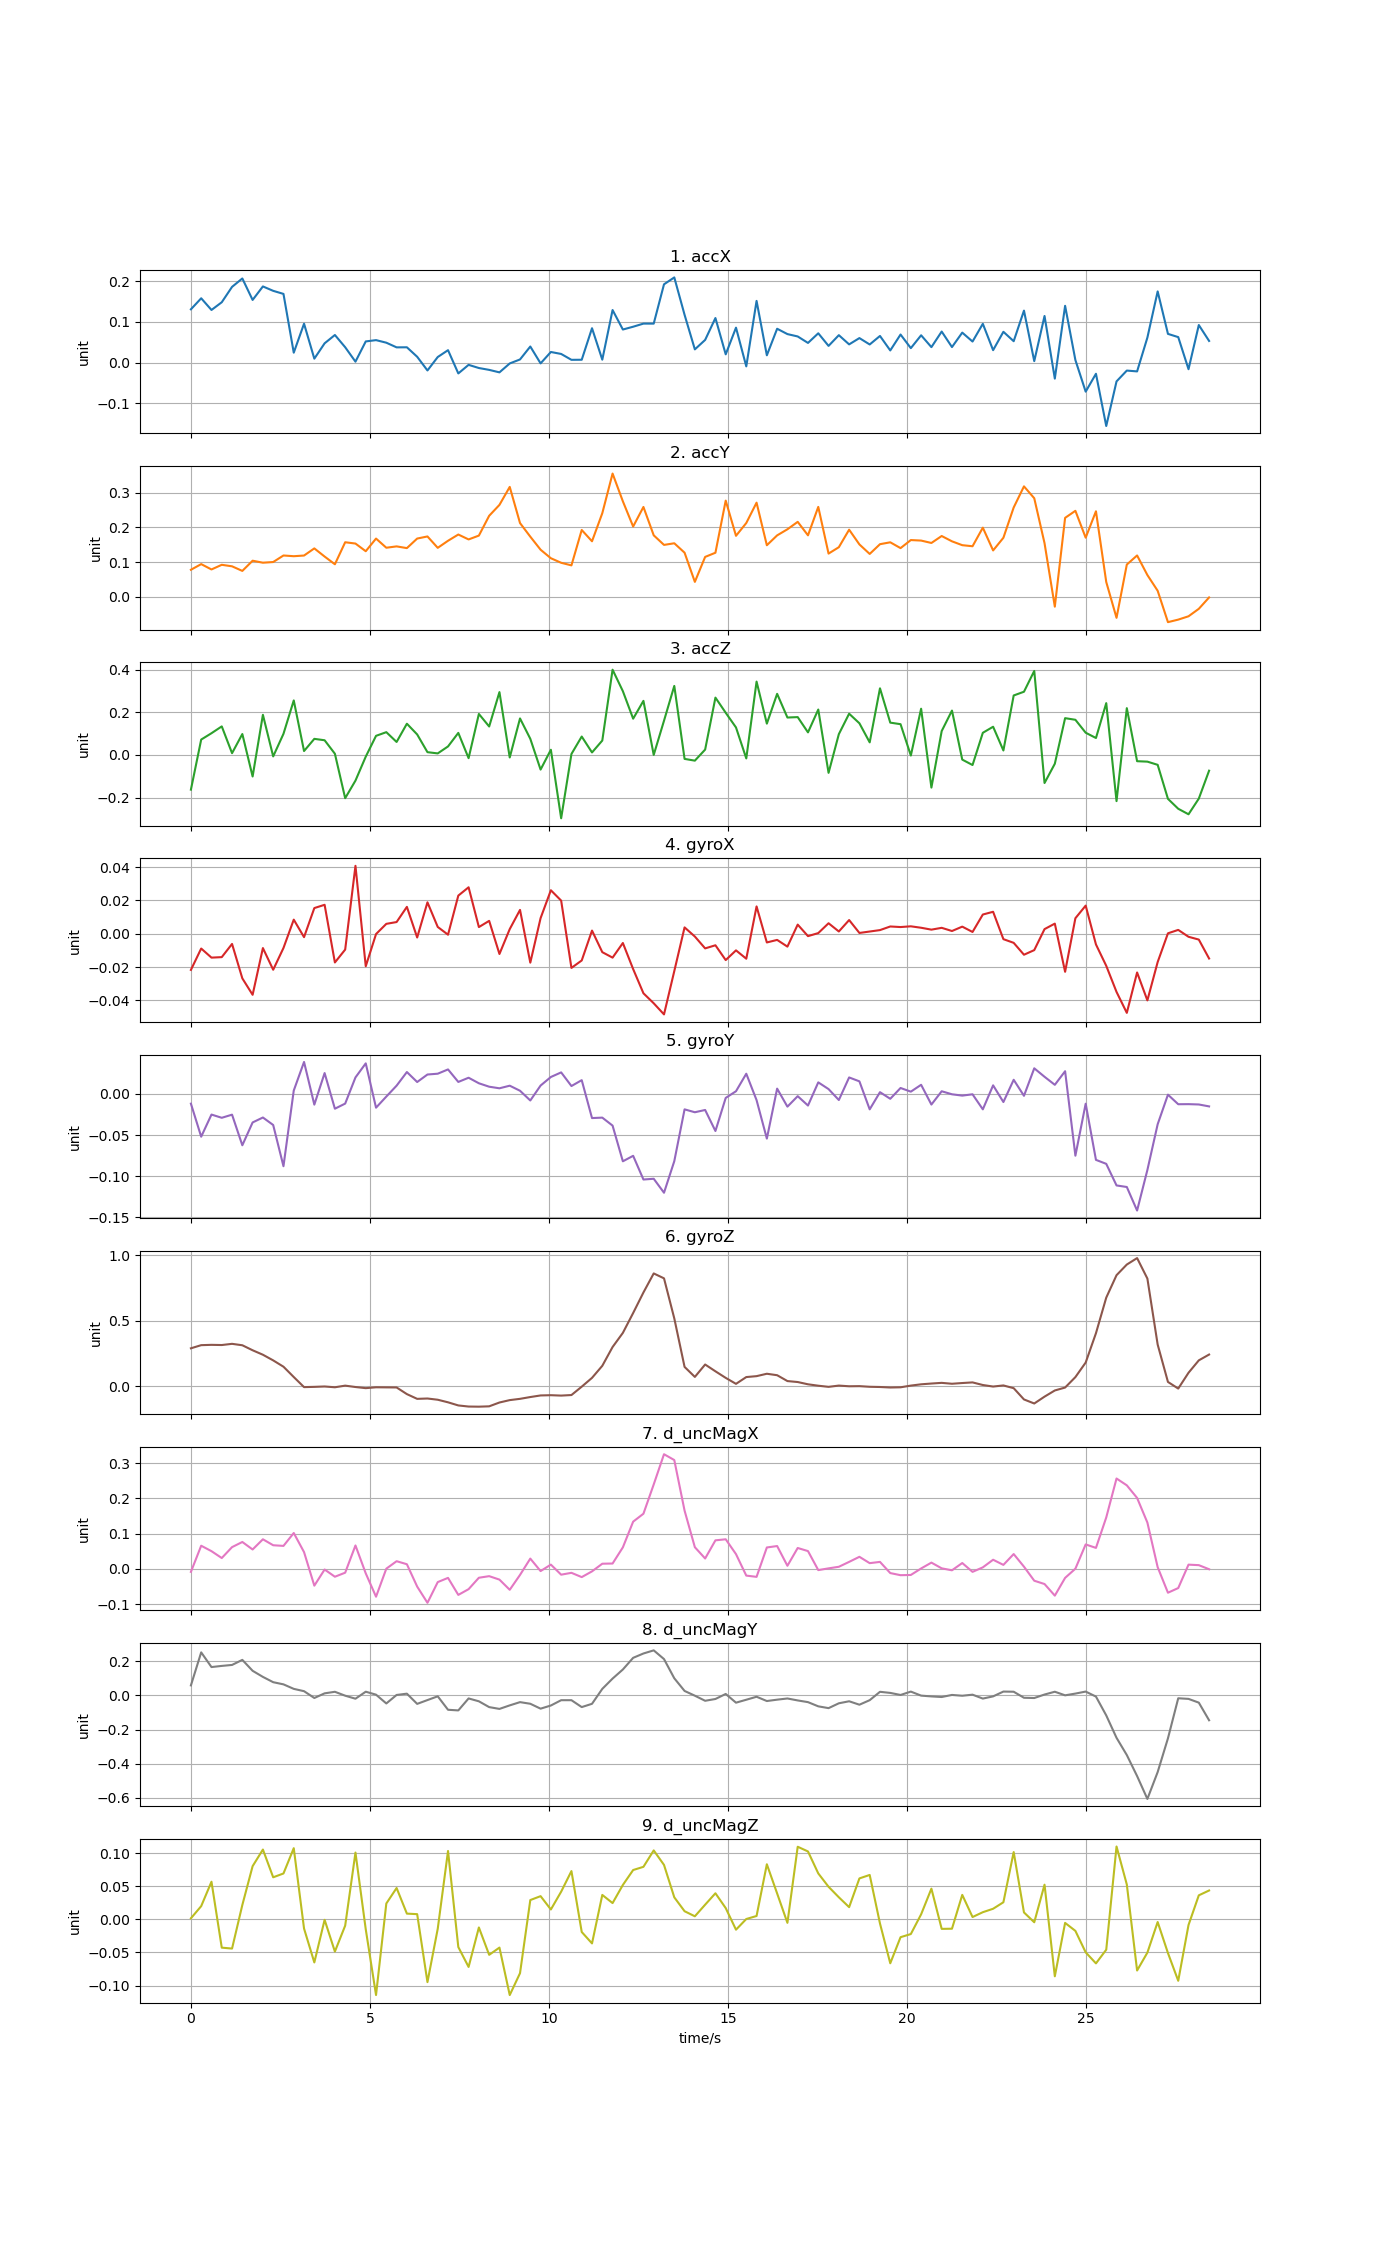 1. accX
0.2
0.1
0.0
−0.1
unit
2. accY
0.3
0.2
0.1
0.0
unit
3. accZ
0.4
0.2
0.0
−0.2
unit
4. gyroX
0.04
0.02
0.00
−0.02
−0.04
unit
5. gyroY
0.00
−0.05
−0.10
−0.15
unit
6. gyroZ
1.0
0.5
0.0
unit
7. d_uncMagX
0.3
0.2
0.1
0.0
−0.1
unit
8. d_uncMagY
0.2
0.0
−0.2
−0.4
−0.6
unit
9. d_uncMagZ
0.10
0.05
0.00
−0.05
−0.10
unit
0 5 10 15 20 25
time/s